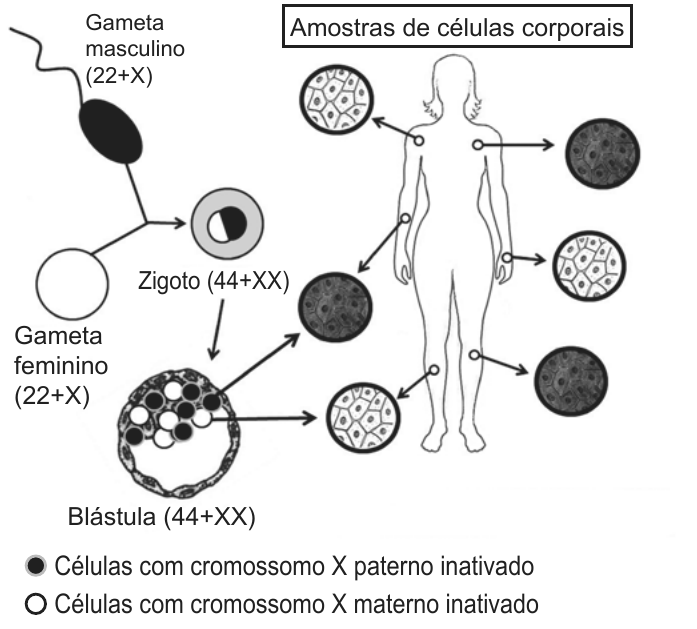 Gameta
masculino
(22+X)
Amostras de células corporais
Zigoto (44+XX)
Gameta
feminino
(22+X)
Blástula (44+XX)
Células com cromossomo X paterno inativado
Células com cromossomo X materno inativado